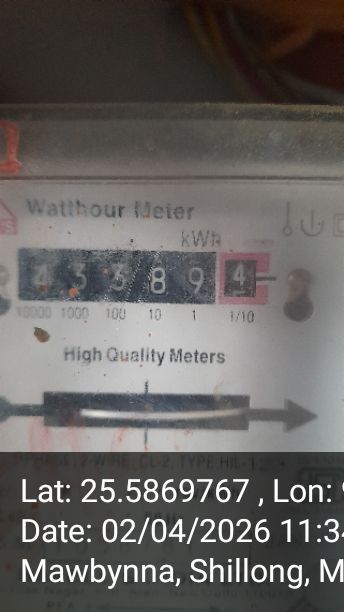 Watthour Meter
kWh
4 3 3 8 9 4
10000 1000 100 10 1 1/10
High Quality Meters
Lat: 25.5869767 , Lon:
Date: 02/04/2026 11:34
Mawbynna, Shillong, M